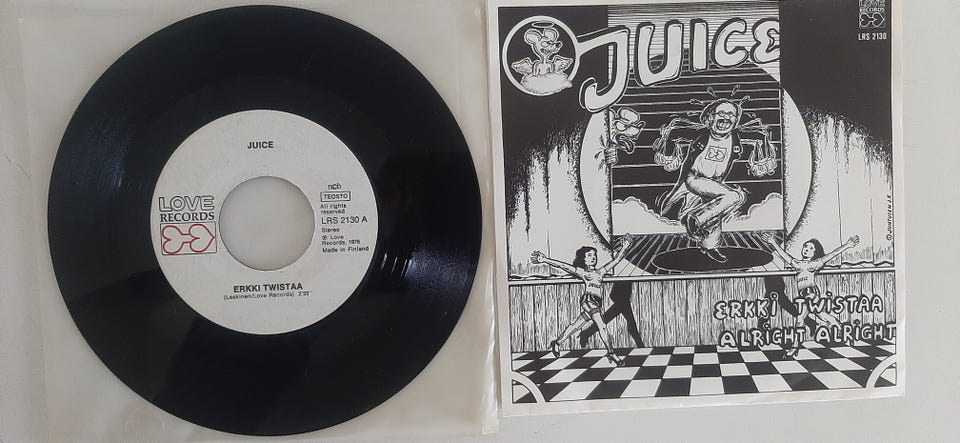 JUICE
LOVE
RECORDS
ncb
TEOSTO
All rights
reserved
LRS 2130 A
Stereo
℗ Love
Records, 1976
Made in Finland
ERKKI TWISTAA
(Leskinen/Love Records) 2'33"
JUICE
LOVE
RECORDS
LRS 2130
ERKKI TWISTAA
ALRIGHT ALRIGHT